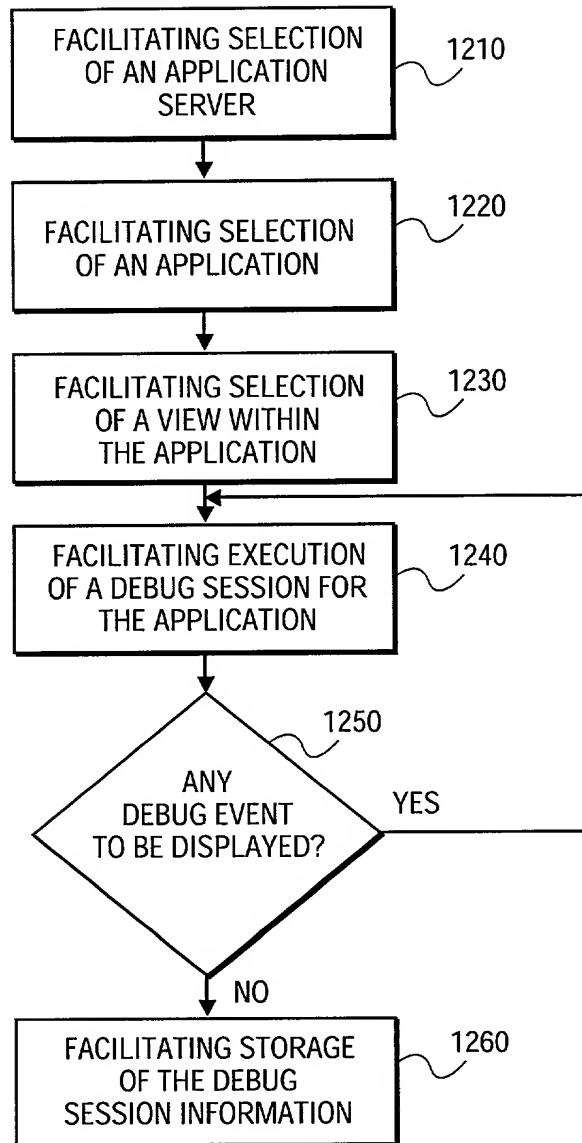 FACILITATING SELECTION
OF AN APPLICATION
SERVER
1210
FACILITATING SELECTION
OF AN APPLICATION
1220
FACILITATING SELECTION
OF A VIEW WITHIN
THE APPLICATION
1230
FACILITATING EXECUTION
OF A DEBUG SESSION FOR
THE APPLICATION
1240
1250
ANY
DEBUG EVENT
TO BE DISPLAYED?
YES
NO
FACILITATING STORAGE
OF THE DEBUG
SESSION INFORMATION
1260